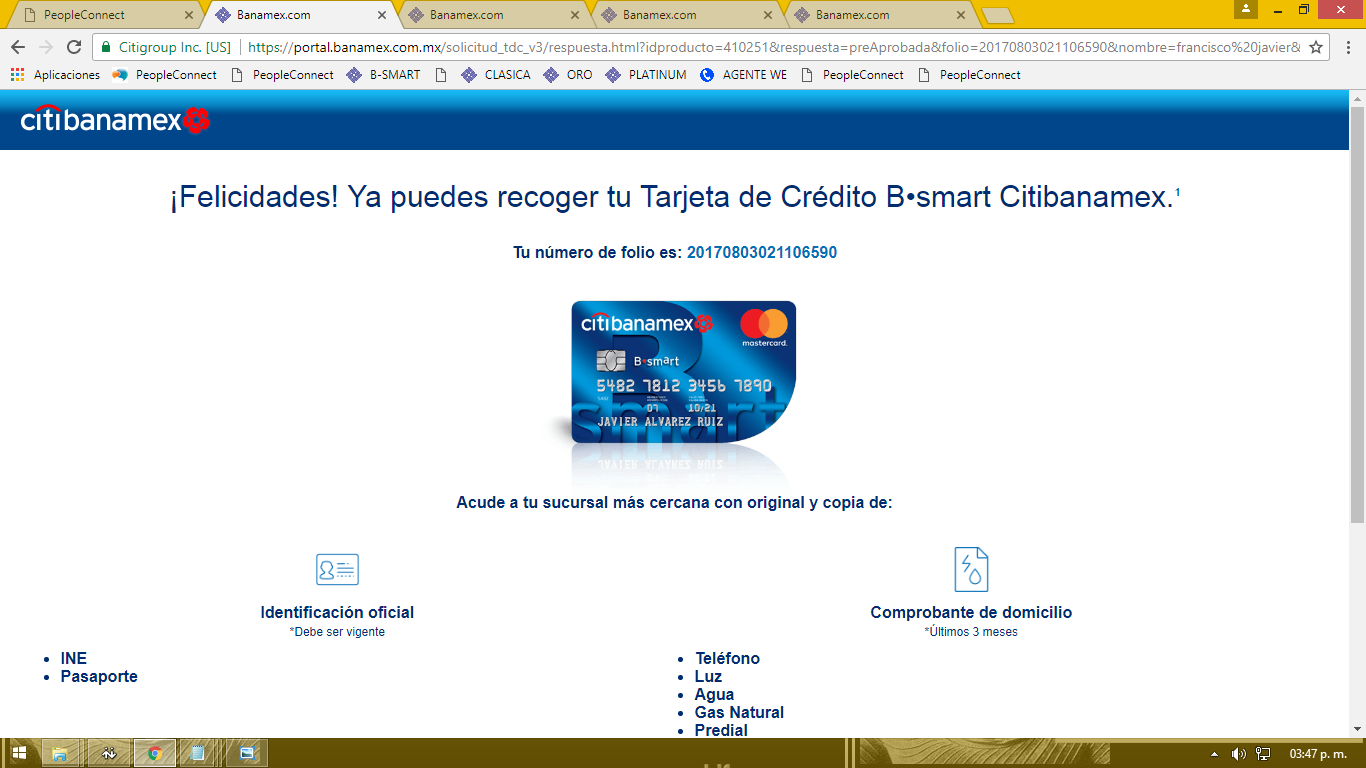 PeopleConnect
Banamex.com
Banamex.com
Banamex.com
Banamex.com
Citigroup Inc. [US]
https://portal.banamex.com.mx/solicitud_tdc_v3/respuesta.html?idproducto=410251&respuesta=preAprobada&folio=20170803021106590&nombre=francisco%20javier&
Aplicaciones
PeopleConnect
PeopleConnect
B-SMART
CLASICA
ORO
PLATINUM
AGENTE WE
PeopleConnect
PeopleConnect
citibanamex
¡Felicidades! Ya puedes recoger tu Tarjeta de Crédito B•smart Citibanamex.¹
Tu número de folio es: 20170803021106590
citibanamex
mastercard.
B•smart
5482 7812 3456 7890
07 10/21
JAVIER ALVAREZ RUIZ
smart
Acude a tu sucursal más cercana con original y copia de:
Identificación oficial
*Debe ser vigente
• INE
• Pasaporte
Comprobante de domicilio
*Últimos 3 meses
• Teléfono
• Luz
• Agua
• Gas Natural
• Predial
03:47 p. m.